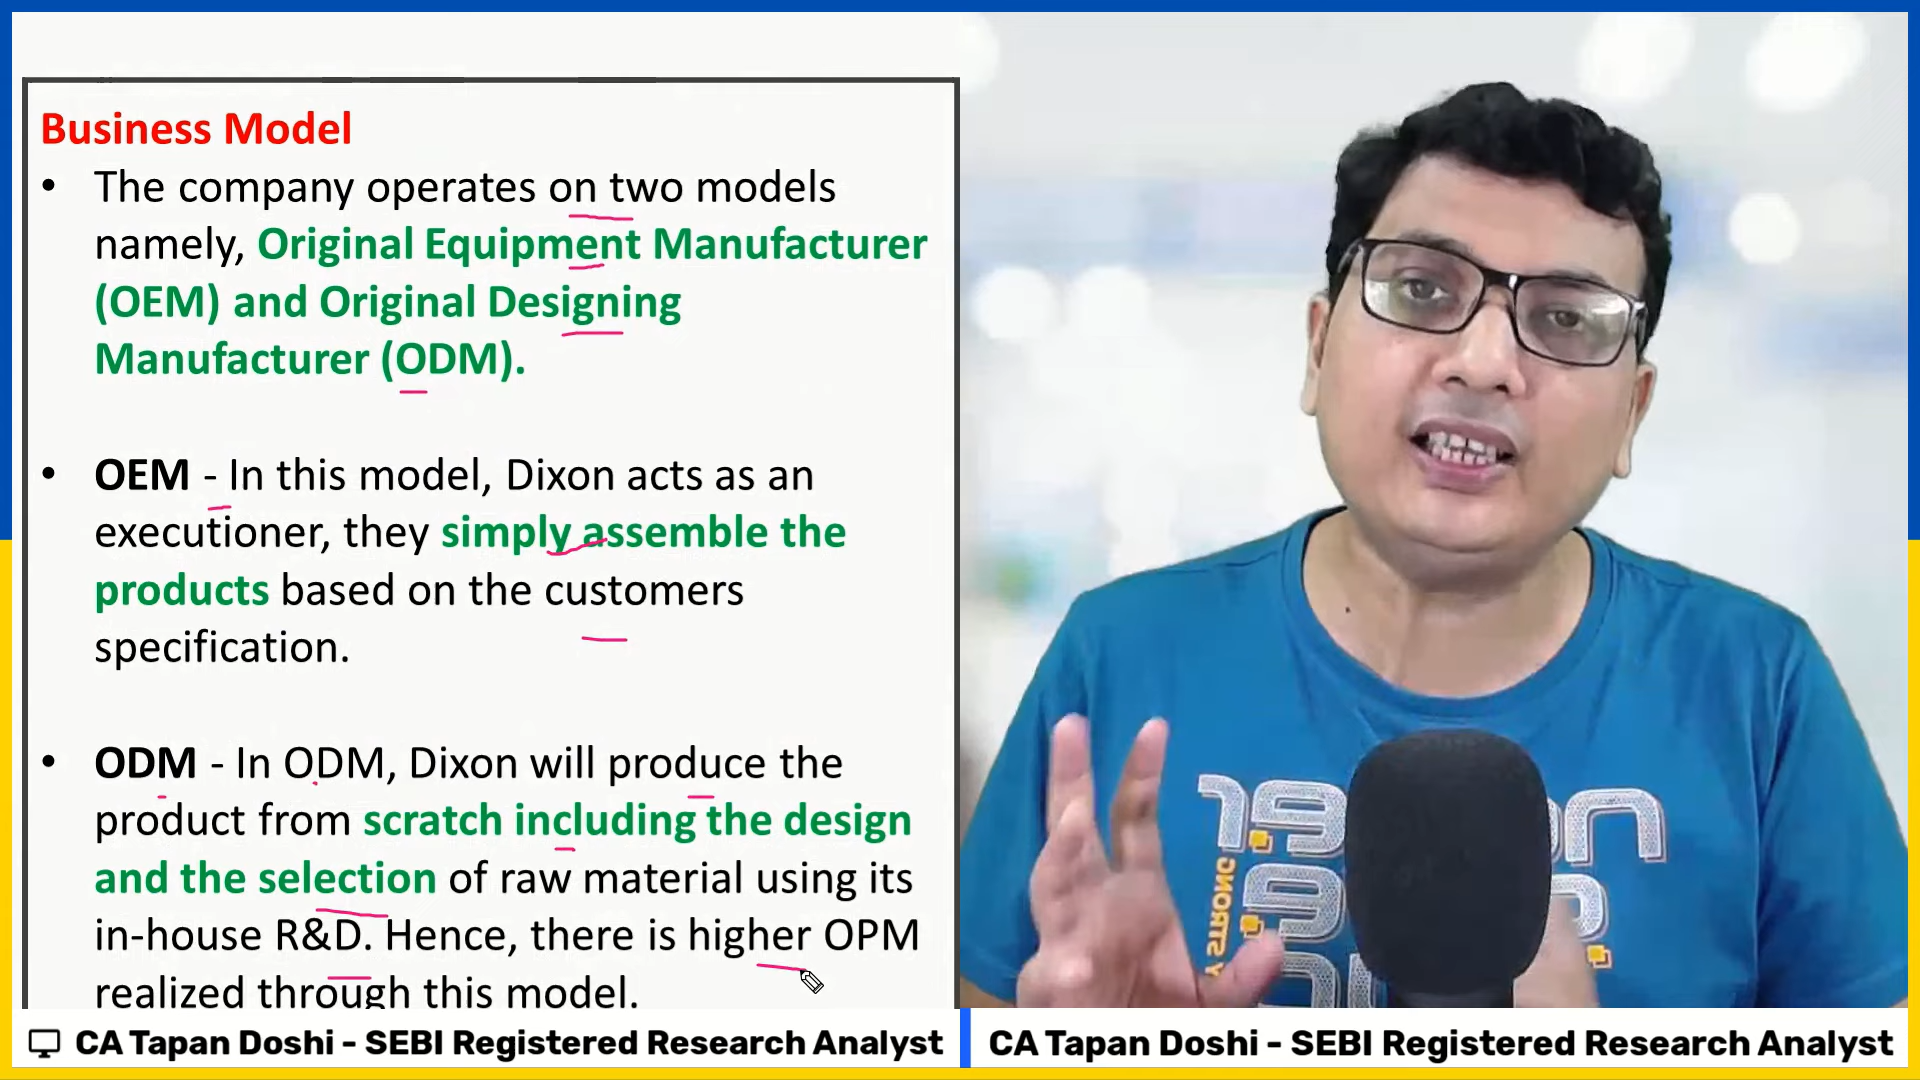 Business Model
• The company operates on two models
namely, Original Equipment Manufacturer
(OEM) and Original Designing
Manufacturer (ODM).
• OEM - In this model, Dixon acts as an
executioner, they simply assemble the
products based on the customers
specification.
• ODM - In ODM, Dixon will produce the
product from scratch including the design
and the selection of raw material using its
in-house R&D. Hence, there is higher OPM
realized through this model.
CA Tapan Doshi - SEBI Registered Research Analyst
CA Tapan Doshi - SEBI Registered Research Analyst